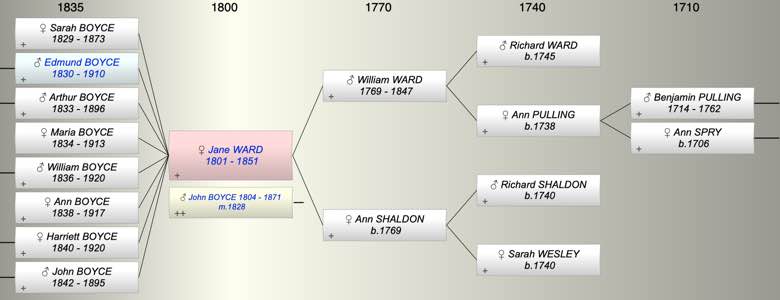 1835
1800
1770
1740
1710
♀ Sarah BOYCE
1829 - 1873
+
♂ Edmund BOYCE
1830 - 1910
+
♂ Arthur BOYCE
1833 - 1896
+
♀ Maria BOYCE
1834 - 1913
+
♂ William BOYCE
1836 - 1920
+
♀ Ann BOYCE
1838 - 1917
+
♀ Harriett BOYCE
1840 - 1920
+
♂ John BOYCE
1842 - 1895
+
♀ Jane WARD
1801 - 1851
+
♂ John BOYCE 1804 - 1871
m.1828
++
♂ William WARD
1769 - 1847
+
♀ Ann SHALDON
b.1769
+
♂ Richard WARD
b.1745
+
♀ Ann PULLING
b.1738
+
♂ Richard SHALDON
b.1740
+
♀ Sarah WESLEY
b.1740
+
♂ Benjamin PULLING
1714 - 1762
♀ Ann SPRY
b.1706